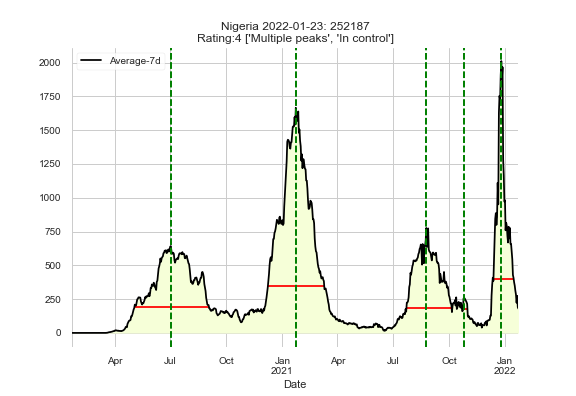 Nigeria 2022-01-23: 252187
Rating:4 ['Multiple peaks', 'In control']
Average-7d
2000
1750
1500
1250
1000
750
500
250
0
Apr Jul Oct Jan Apr Jul Oct Jan
2021 2022
Date